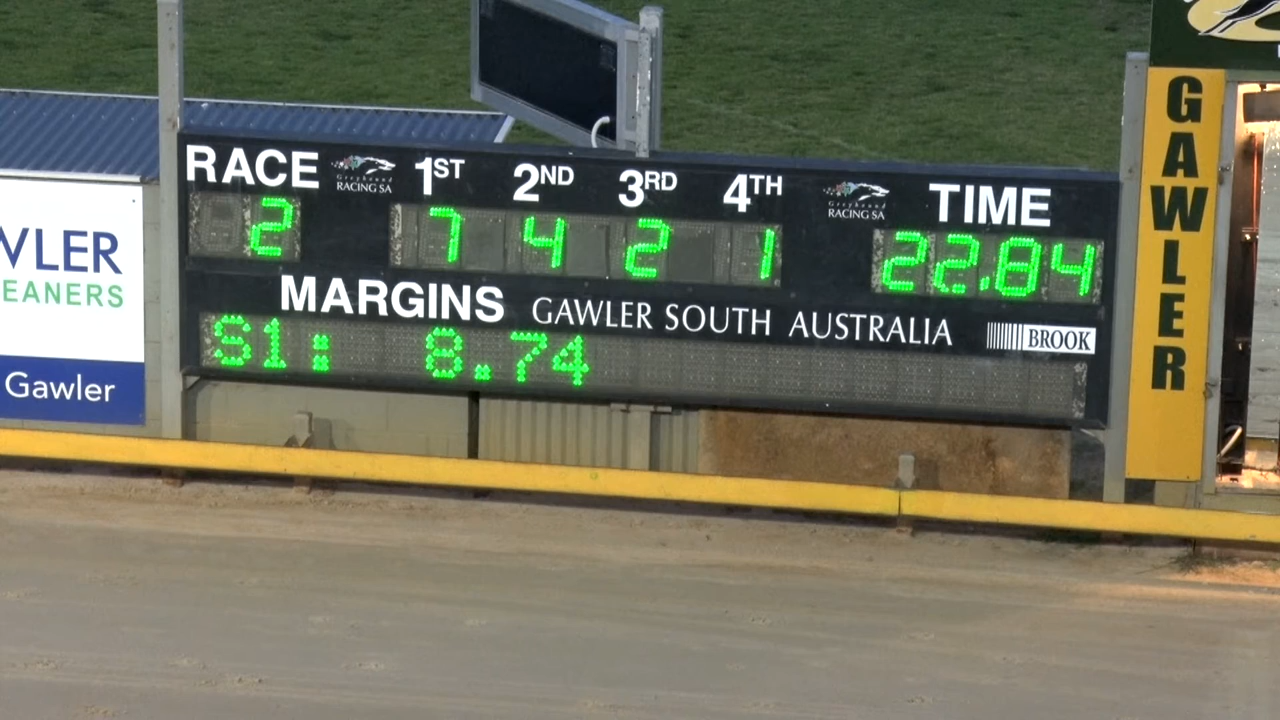 RACE 1ST 2ND 3RD 4TH TIME
Greyhound RACING SA
Greyhound RACING SA
2 7 4 2 1 22.84
MARGINS GAWLER SOUTH AUSTRALIA BROOK
S1: 8.74
WLER
EANERS
Gawler
GAWLER